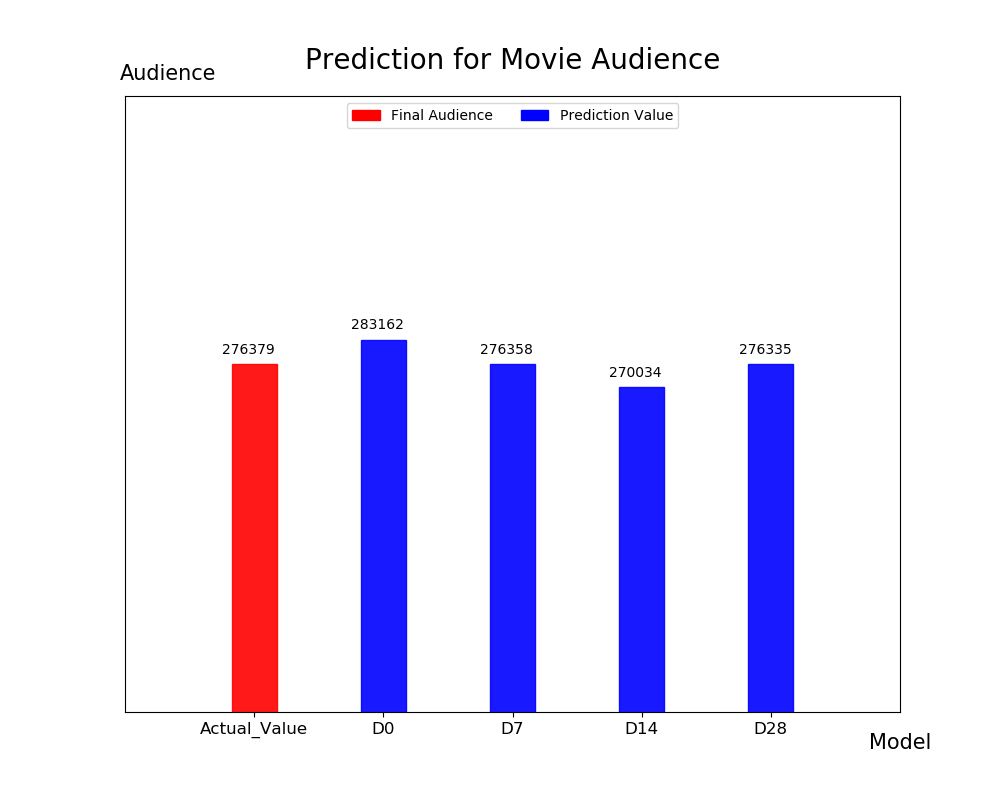 Prediction for Movie Audience
Audience
Final Audience
Prediction Value
283162
276379
276358
276335
270034
Actual_Value
D0
D7
D14
D28
Model